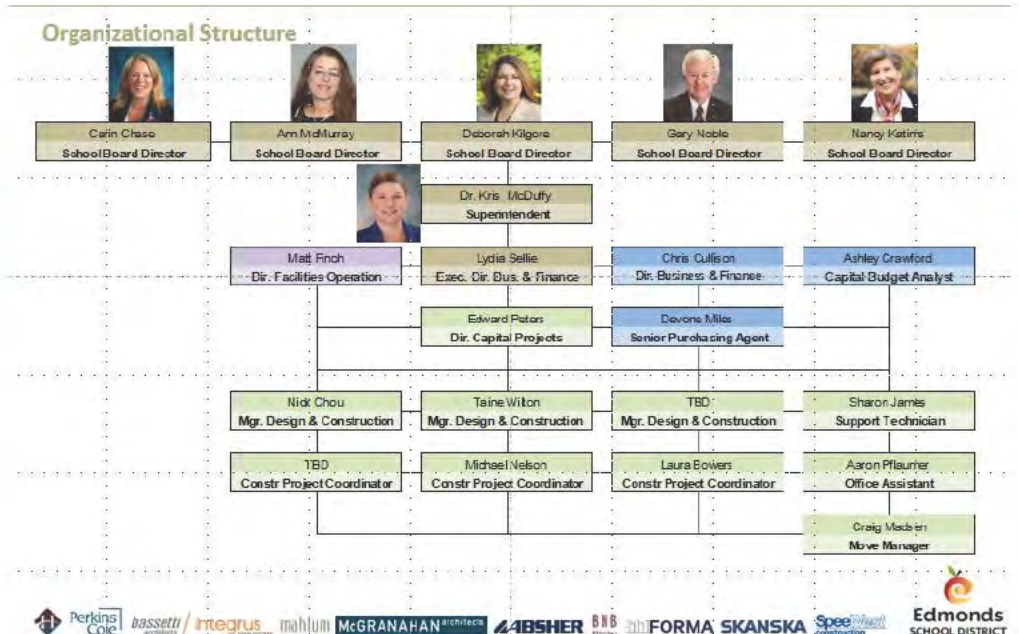 Organizational Structure
Carin Chase
School Board Director
Ann McMurray
School Board Director
Deborah Kilgore
School Board Director
Gary Noble
School Board Director
Nancy Katims
School Board Director
Dr. Kris McDuffy
Superintendent
Matt Finch
Dir. Facilities Operation
Lydia Sellie
Exec. Dir. Bus. & Finance
Chris Cullison
Dir. Business & Finance
Ashley Crawford
Capital Budget Analyst
Edward Peters
Dir. Capital Projects
Devone Miles
Senior Purchasing Agent
Nick Chou
Mgr. Design & Construction
Taine Wilton
Mgr. Design & Construction
TBD
Mgr. Design & Construction
Sharon James
Support Technician
TBD
Constr Project Coordinator
Michael Nelson
Constr Project Coordinator
Laura Bowers
Constr Project Coordinator
Aaron Pflaumer
Office Assistant
Craig Madsen
Move Manager
Perkins
Coie
bassetti
architects
integrus
mahlum
McGRANAHAN architects
ABSHER
BNB
FORMA
SKANSKA
SpeeWest
construction
Edmonds
SCHOOL DISTRICT